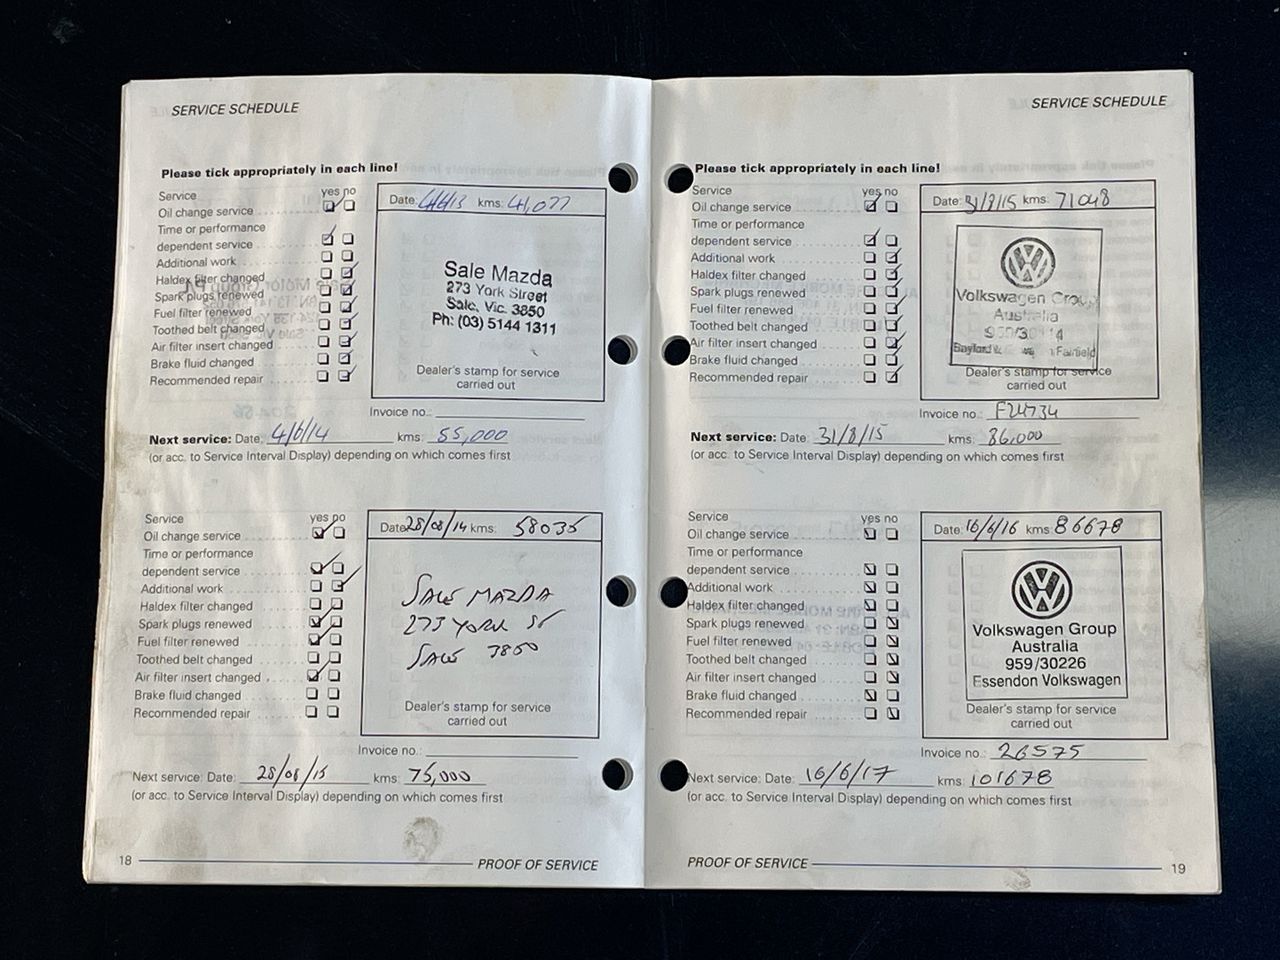 SERVICE SCHEDULE
Please tick appropriately in each line!
Service yes no
Oil change service
Time or performance
dependent service
Additional work
Haldex filter changed
Spark plugs renewed
Fuel filter renewed
Toothed belt changed
Air filter insert changed
Brake fluid changed
Recommended repair
Date: kms: 41,077
Sale Mazda
273 York Street
Sale, Vic. 3850
Ph: (03) 5144 1311
Dealer's stamp for service
carried out
Invoice no.:
Next service: Date: 4/6/14 kms: 55,000
(or acc. to Service Interval Display) depending on which comes first
Service yes no
Oil change service
Time or performance
dependent service
Additional work
Haldex filter changed
Spark plugs renewed
Fuel filter renewed
Toothed belt changed
Air filter insert changed
Brake fluid changed
Recommended repair
Date: 28/08/14 kms: 58035
SALE MAZDA
273 YORK ST
SALE 3850
Dealer's stamp for service
carried out
Invoice no.:
Next service: Date: 28/08/15 kms: 75,000
(or acc. to Service Interval Display) depending on which comes first
18 PROOF OF SERVICE
SERVICE SCHEDULE
Please tick appropriately in each line!
Service yes no
Oil change service
Time or performance
dependent service
Additional work
Haldex filter changed
Spark plugs renewed
Fuel filter renewed
Toothed belt changed
Air filter insert changed
Brake fluid changed
Recommended repair
Date: 31/8/15 kms: 71048
Volkswagen Group
Australia
Fairfield
Dealer's stamp for service
carried out
Invoice no.: F24734
Next service: Date: 31/8/15 kms: 86,000
(or acc. to Service Interval Display) depending on which comes first
Service yes no
Oil change service
Time or performance
dependent service
Additional work
Haldex filter changed
Spark plugs renewed
Fuel filter renewed
Toothed belt changed
Air filter insert changed
Brake fluid changed
Recommended repair
Date: 16/6/16 kms 86678
Volkswagen Group
Australia
959/30226
Essendon Volkswagen
Dealer's stamp for service
carried out
Invoice no.: 26575
Next service: Date: 16/6/17 kms: 101678
(or acc. to Service Interval Display) depending on which comes first
PROOF OF SERVICE 19